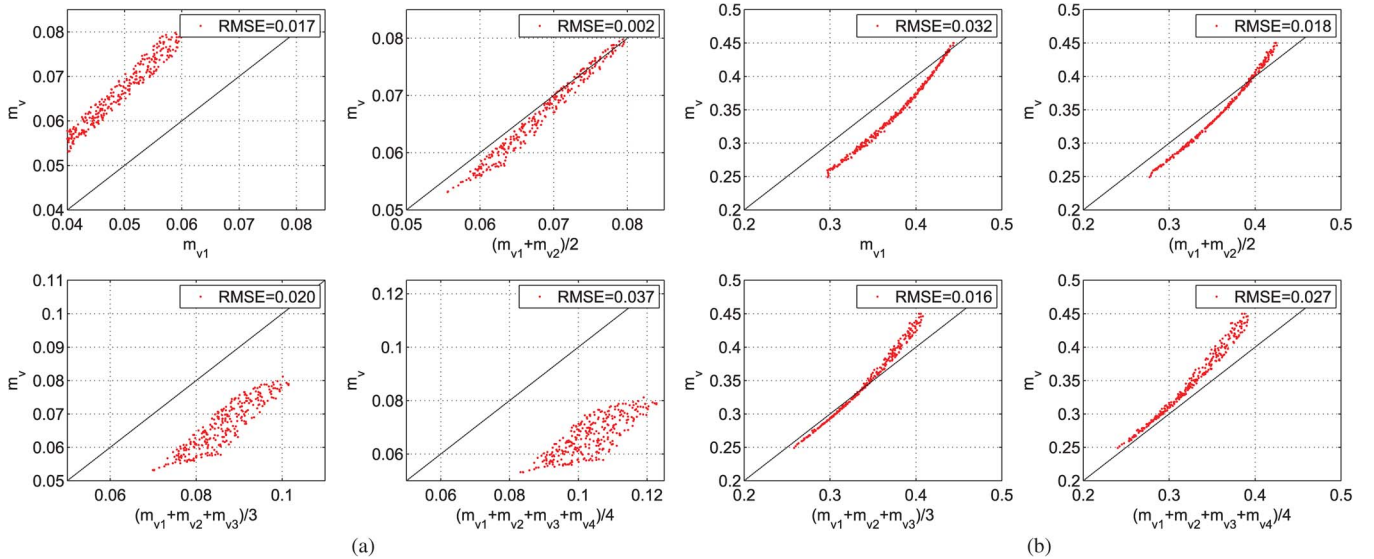 RMSE=0.017
0.08
0.07
0.06
0.05
0.04
m_v
0.04 0.05 0.06 0.07 0.08
m_v1
RMSE=0.002
0.08
0.07
0.06
0.05
m_v
0.05 0.06 0.07 0.08
(m_v1+m_v2)/2
RMSE=0.032
0.5
0.45
0.4
0.35
0.3
0.25
0.2
m_v
0.2 0.3 0.4 0.5
m_v1
RMSE=0.018
0.5
0.45
0.4
0.35
0.3
0.25
0.2
m_v
0.2 0.3 0.4 0.5
(m_v1+m_v2)/2
RMSE=0.020
0.11
0.1
0.09
0.08
0.07
0.06
0.05
m_v
0.06 0.08 0.1
(m_v1+m_v2+m_v3)/3
RMSE=0.037
0.12
0.1
0.08
0.06
m_v
0.06 0.08 0.10 0.12
(m_v1+m_v2+m_v3+m_v4)/4
RMSE=0.016
0.5
0.45
0.4
0.35
0.3
0.25
0.2
m_v
0.2 0.3 0.4 0.5
(m_v1+m_v2+m_v3)/3
RMSE=0.027
0.5
0.45
0.4
0.35
0.3
0.25
0.2
m_v
0.2 0.3 0.4 0.5
(m_v1+m_v2+m_v3+m_v4)/4
(a)
(b)